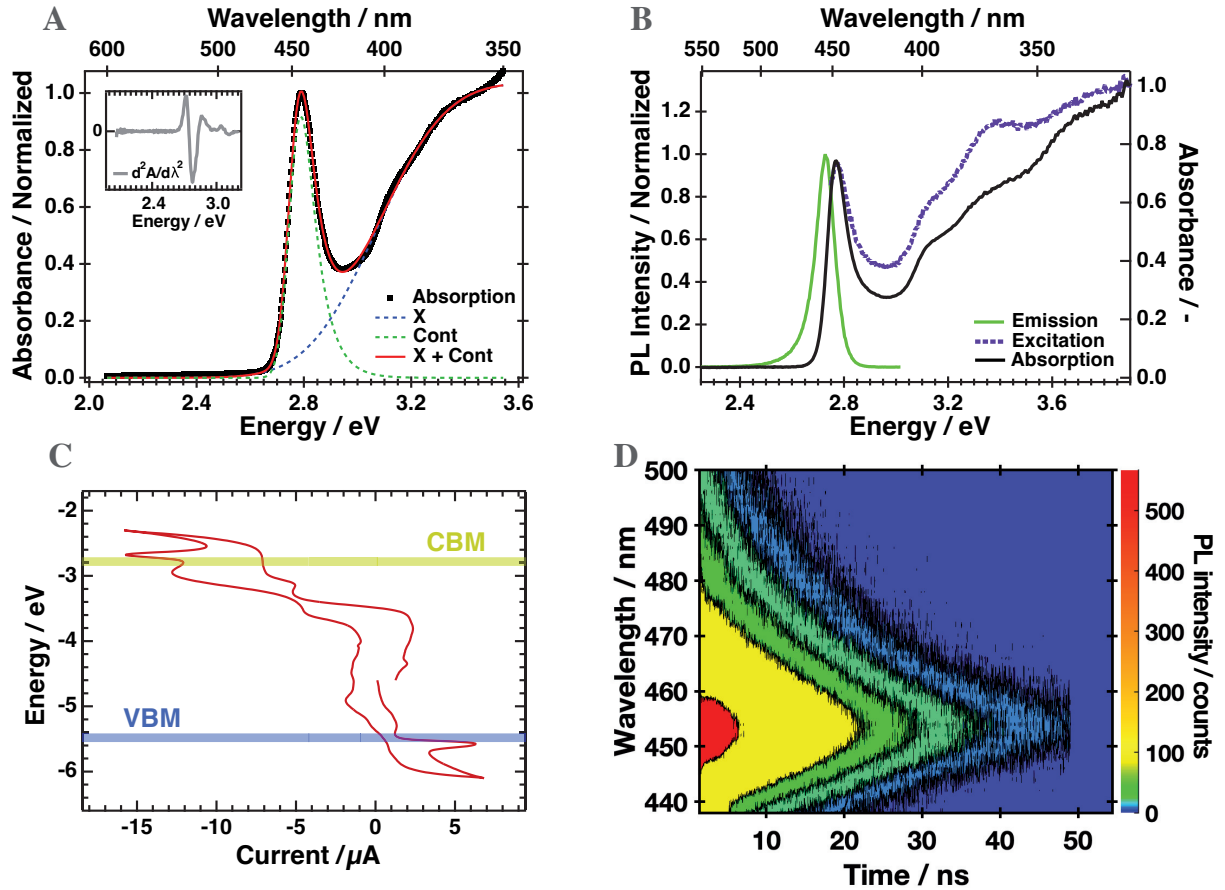 A
Wavelength / nm
600 500 450 400 350
Absorbance / Normalized
1.0
0.8
0.6
0.4
0.2
0.0
0
d²A/dλ²
2.4 3.0
Energy / eV
Absorption
X
Cont
X + Cont
2.0 2.4 2.8 3.2 3.6
Energy / eV
B
Wavelength / nm
550 500 450 400 350
PL Intensity / Normalized
1.2
1.0
0.8
0.6
0.4
0.2
0.0
Emission
Excitation
Absorption
1.0
0.8
0.6
0.4
0.2
0.0
Absorbance / -
2.4 2.8 3.2 3.6
Energy / eV
C
Energy / eV
-2
-3
-4
-5
-6
CBM
VBM
-15 -10 -5 0 5
Current /µA
D
Wavelength / nm
500
490
480
470
460
450
440
10 20 30 40 50
Time / ns
500
400
300
200
100
0
PL intensity / counts